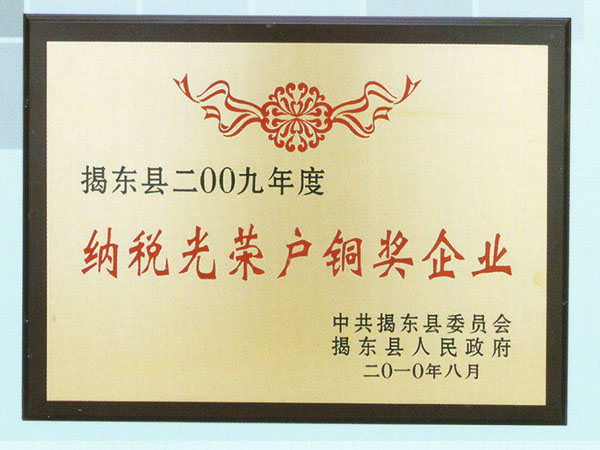 揭东县二00九年度
纳税光荣户铜奖企业
中共揭东县委员会
揭东县人民政府
二0一0年八月